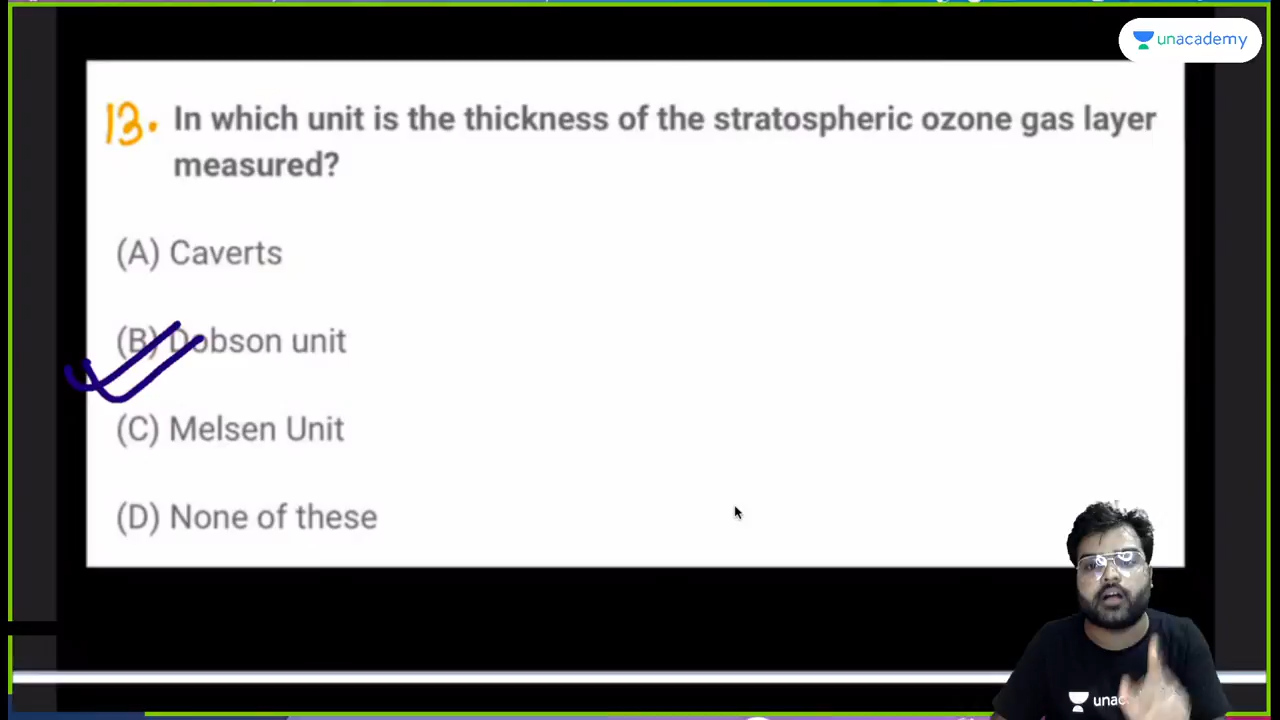 unacademy
13. In which unit is the thickness of the stratospheric ozone gas layer
measured?
(A) Caverts
(B) Dobson unit
(C) Melsen Unit
(D) None of these
unac